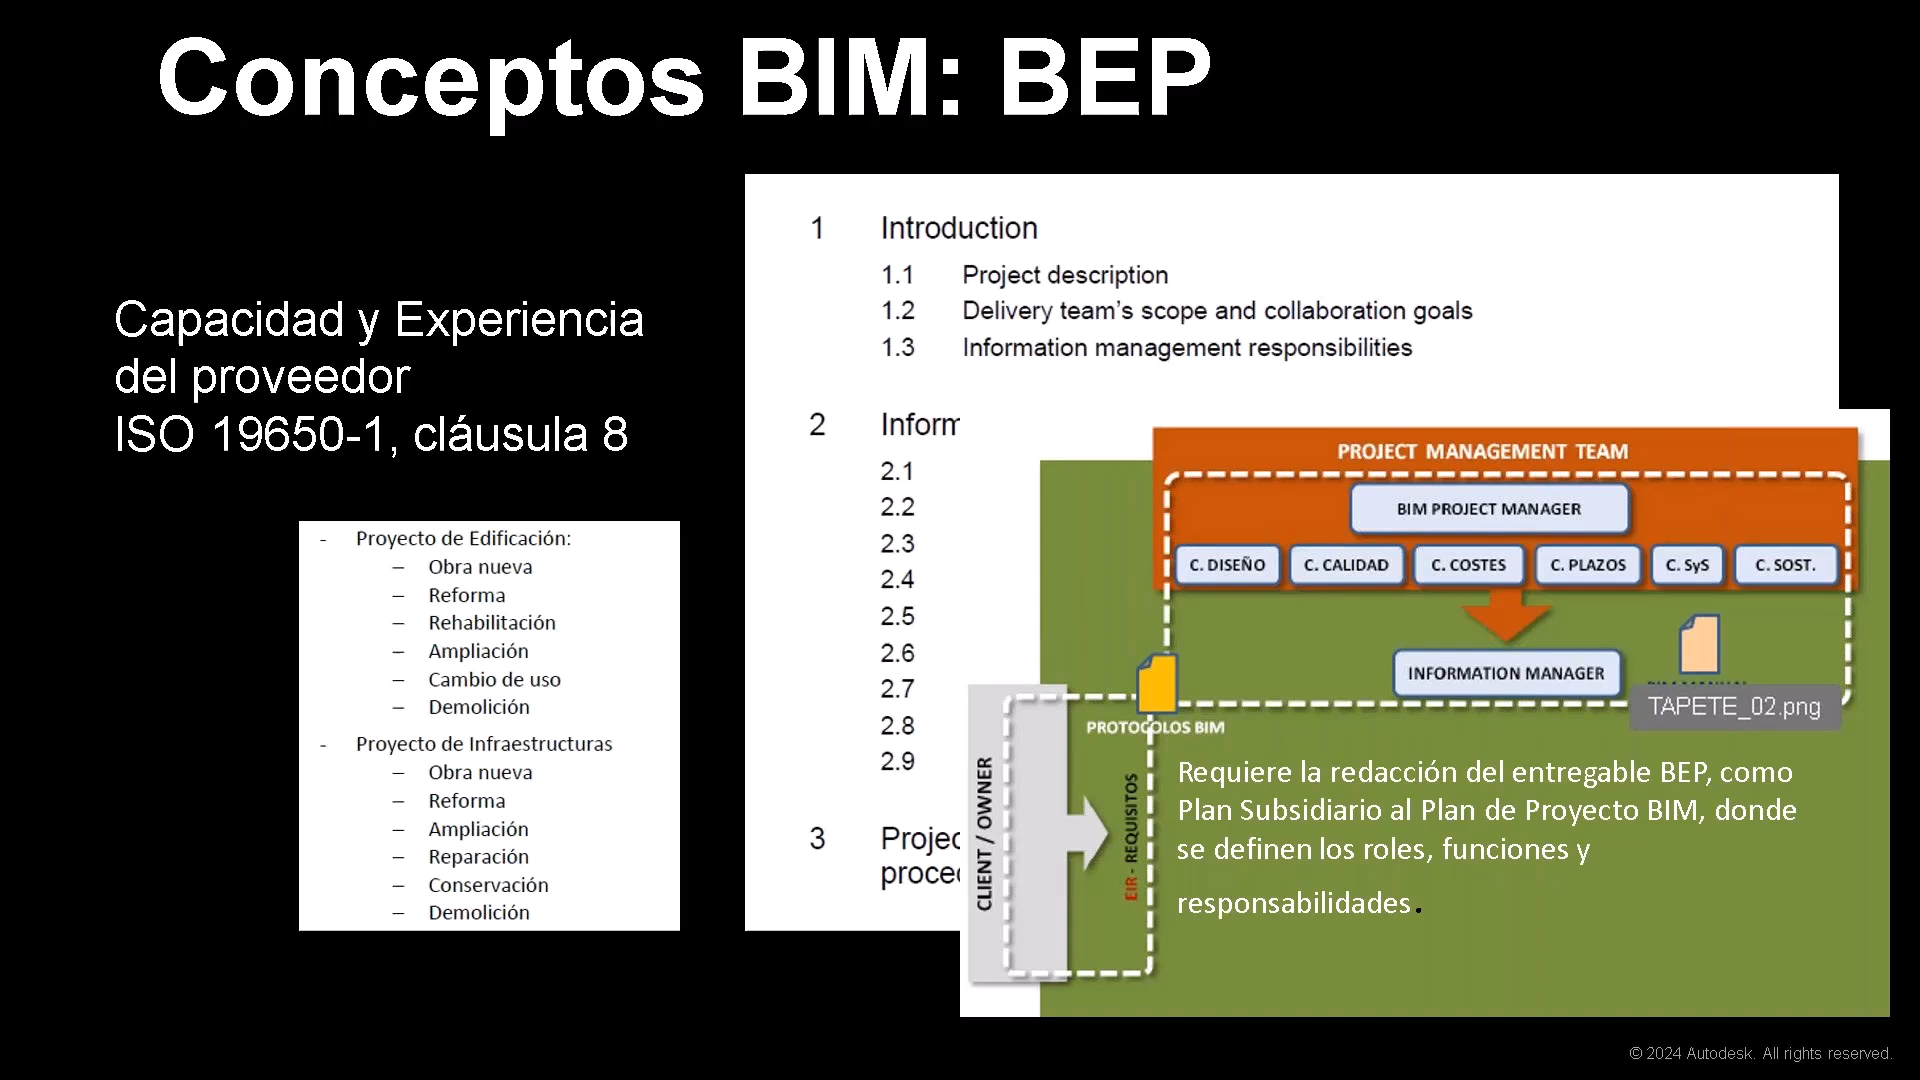 Conceptos BIM: BEP
Capacidad y Experiencia
del proveedor
ISO 19650-1, cláusula 8
- Proyecto de Edificación:
– Obra nueva
– Reforma
– Rehabilitación
– Ampliación
– Cambio de uso
– Demolición
- Proyecto de Infraestructuras
– Obra nueva
– Reforma
– Ampliación
– Reparación
– Conservación
– Demolición
1 Introduction
1.1 Project description
1.2 Delivery team’s scope and collaboration goals
1.3 Information management responsibilities
2 Inform
2.1
2.2
2.3
2.4
2.5
2.6
2.7
2.8
2.9
3 Projec
proce
PROJECT MANAGEMENT TEAM
BIM PROJECT MANAGER
C. DISEÑO C. CALIDAD C. COSTES C. PLAZOS C. SyS C. SOST.
INFORMATION MANAGER
TAPETE_02.png
PROTOCOLOS BIM
CLIENT / OWNER
EIR - REQUISITOS
Requiere la redacción del entregable BEP, como
Plan Subsidiario al Plan de Proyecto BIM, donde
se definen los roles, funciones y
responsabilidades.
© 2024 Autodesk. All rights reserved.